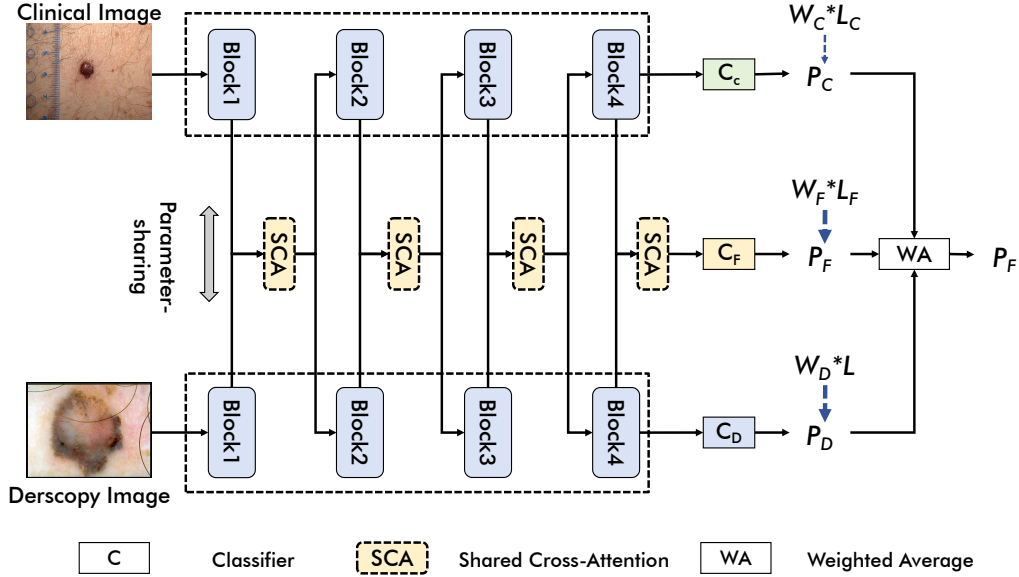 Clinical Image
W_C*L_C
Block1
Block2
Block3
Block4
C_c
P_C
Parameter-
sharing
SCA
SCA
SCA
SCA
W_F*L_F
C_F
P_F
WA
P_F
W_D*L
Block1
Block2
Block3
Block4
C_D
P_D
Derscopy Image
C
Classifier
SCA
Shared Cross-Attention
WA
Weighted Average